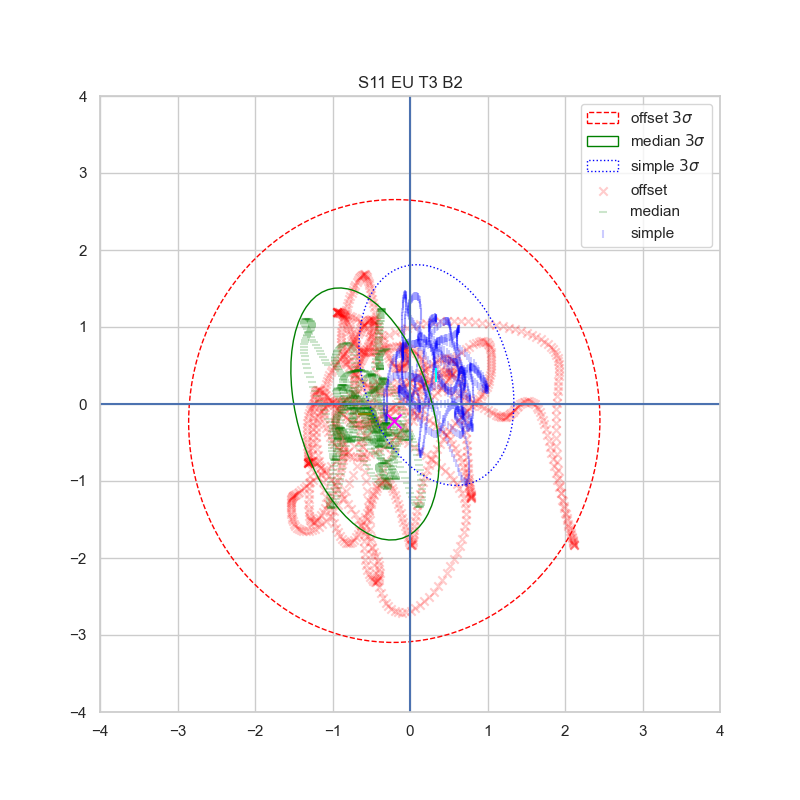 S11 EU T3 B2
offset 3σ
median 3σ
simple 3σ
offset
median
simple
4
3
2
1
0
−1
−2
−3
−4
−4
−3
−2
−1
0
1
2
3
4